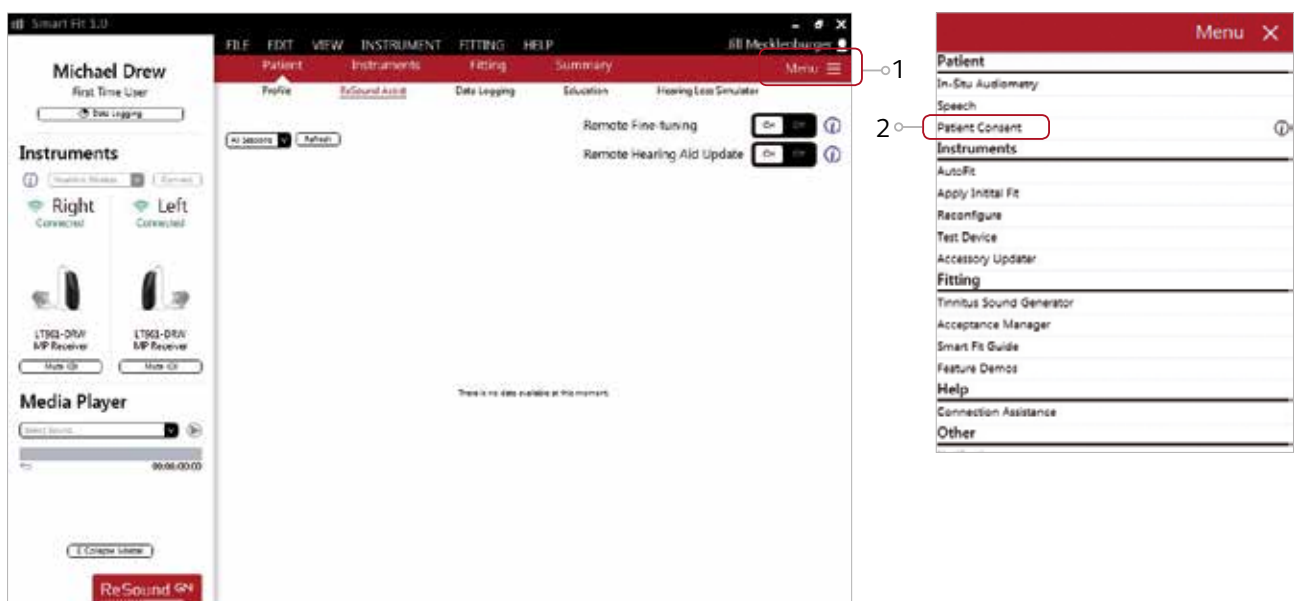 Smart Fit 1.0
FILE EDIT VIEW INSTRUMENT FITTING HELP
Jill Mecklenburger
Patient Instruments Fitting Summary
Menu
1
Profile ReSound Assist Data Logging Education Hearing Loss Simulator
Michael Drew
First Time User
Data Logging
All Sessions Refresh
Remote Fine-tuning On Off
Remote Hearing Aid Update On Off
Instruments
Right Left
Connected Connected
LT961-DRW LT961-DRW
MP Receiver MP Receiver
There is no data available at this moment.
Media Player
Select Sound
00:00/00:00
ReSound GN
Menu
Patient
In-Situ Audiometry
Speech
2
Patient Consent
Instruments
AutoFit
Apply Initital Fit
Reconfigure
Test Device
Accessory Updater
Fitting
Tinnitus Sound Generator
Acceptance Manager
Smart Fit Guide
Feature Demos
Help
Connection Assistance
Other